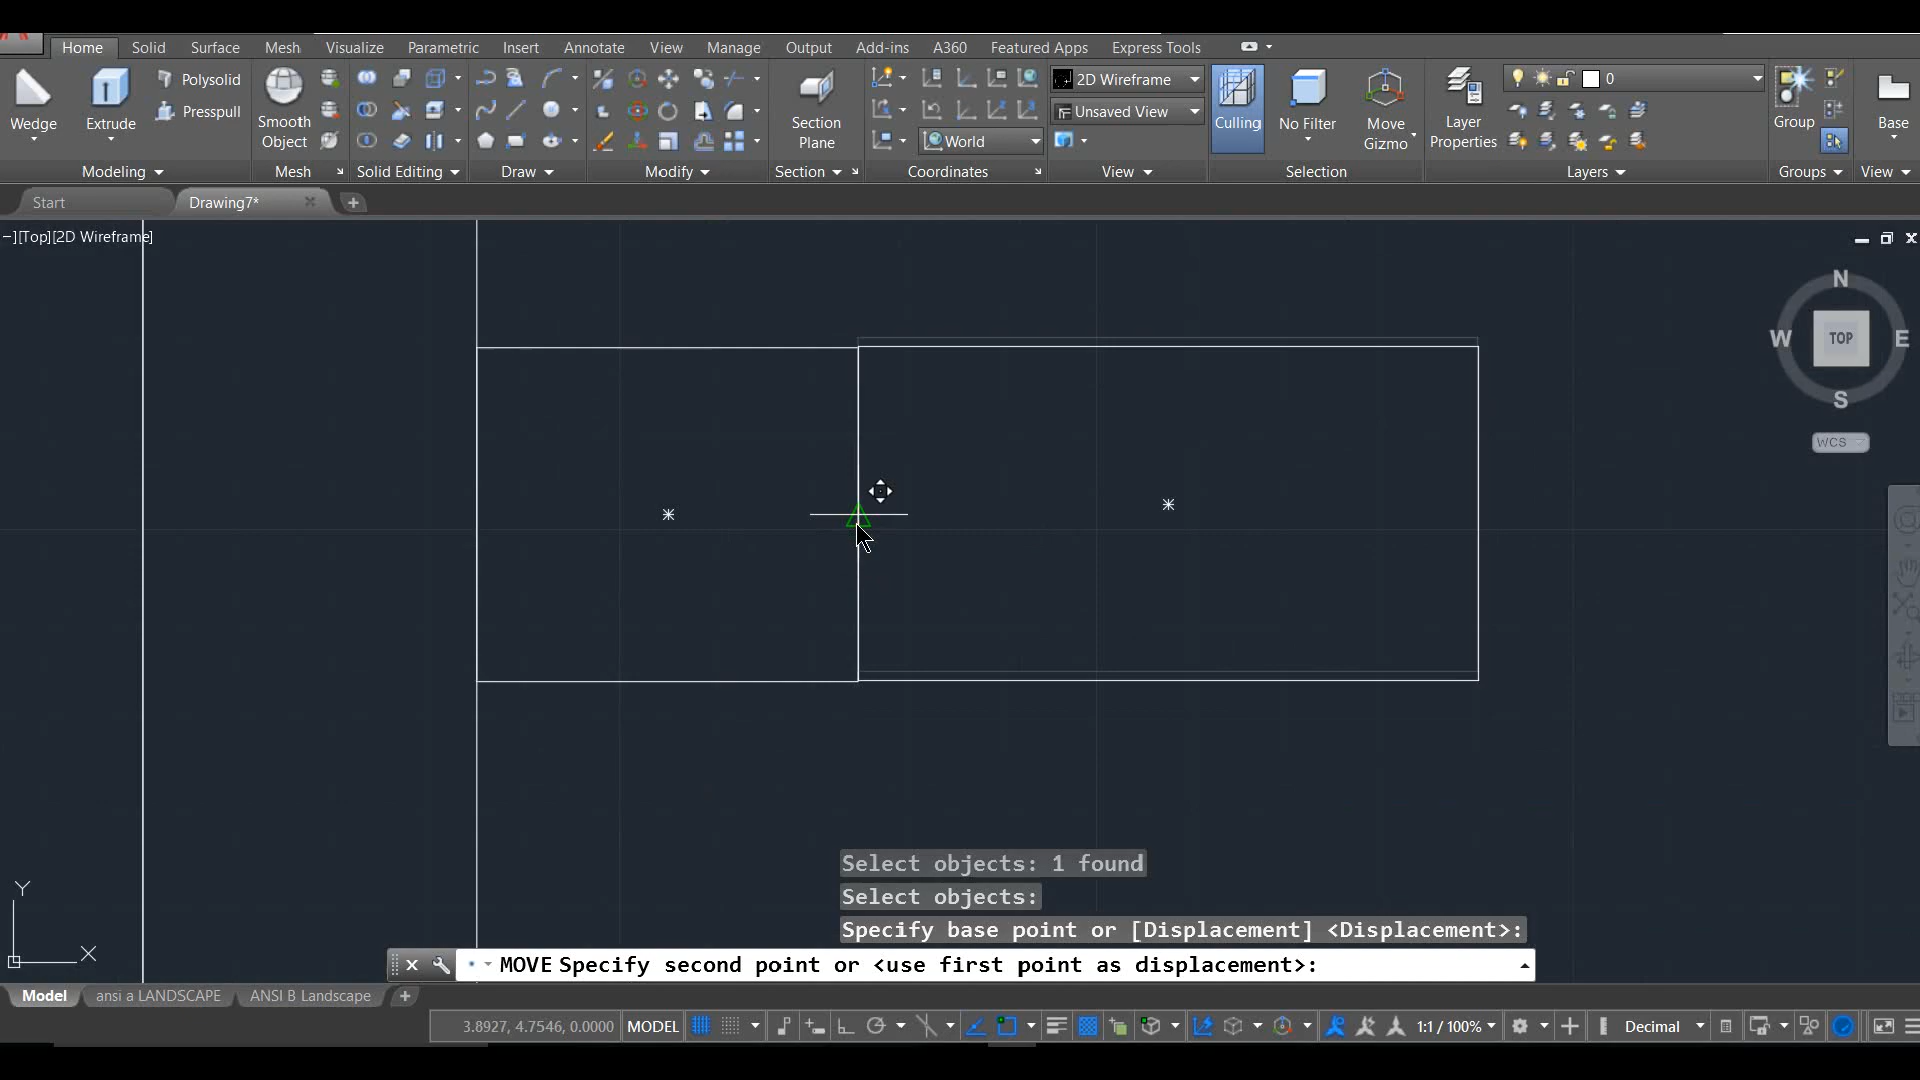 Home Solid Surface Mesh Visualize Parametric Insert Annotate View Manage Output Add-ins A360 Featured Apps Express Tools
Wedge
Extrude
Polysolid
Presspull
Smooth Object
Section Plane
World
2D Wireframe
Unsaved View
Culling
No Filter
Move Gizmo
Layer Properties
0
Group
Base
Modeling Mesh Solid Editing Draw Modify Section Coordinates View Selection Layers Groups View
Start Drawing7*
−][Top][2D Wireframe]
N
W TOP E
S
WCS
Y
X
Select objects: 1 found
Select objects:
Specify base point or [Displacement] <Displacement>:
MOVE Specify second point or <use first point as displacement>:
Model ansi a LANDSCAPE ANSI B Landscape
3.8927, 4.7546, 0.0000 MODEL 1:1 / 100% Decimal